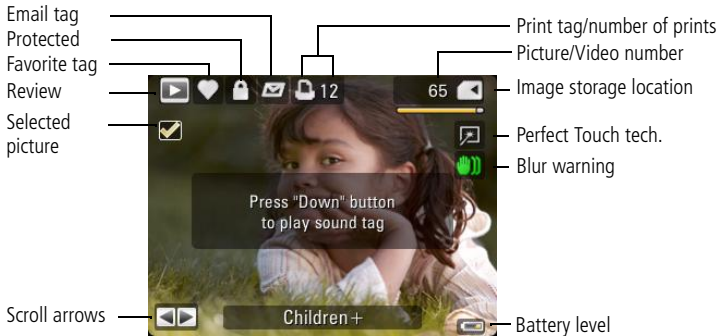 Email tag
Protected
Favorite tag
Review
Selected
picture
Scroll arrows
12
65
Press "Down" button
to play sound tag
Children+
Print tag/number of prints
Picture/Video number
Image storage location
Perfect Touch tech.
Blur warning
Battery level